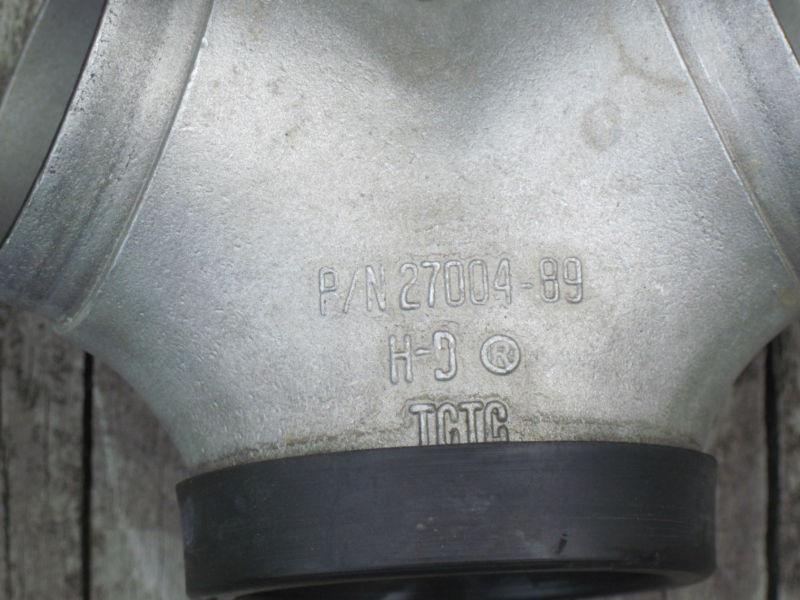 P/N 27004-89
H-D ®
TCTC